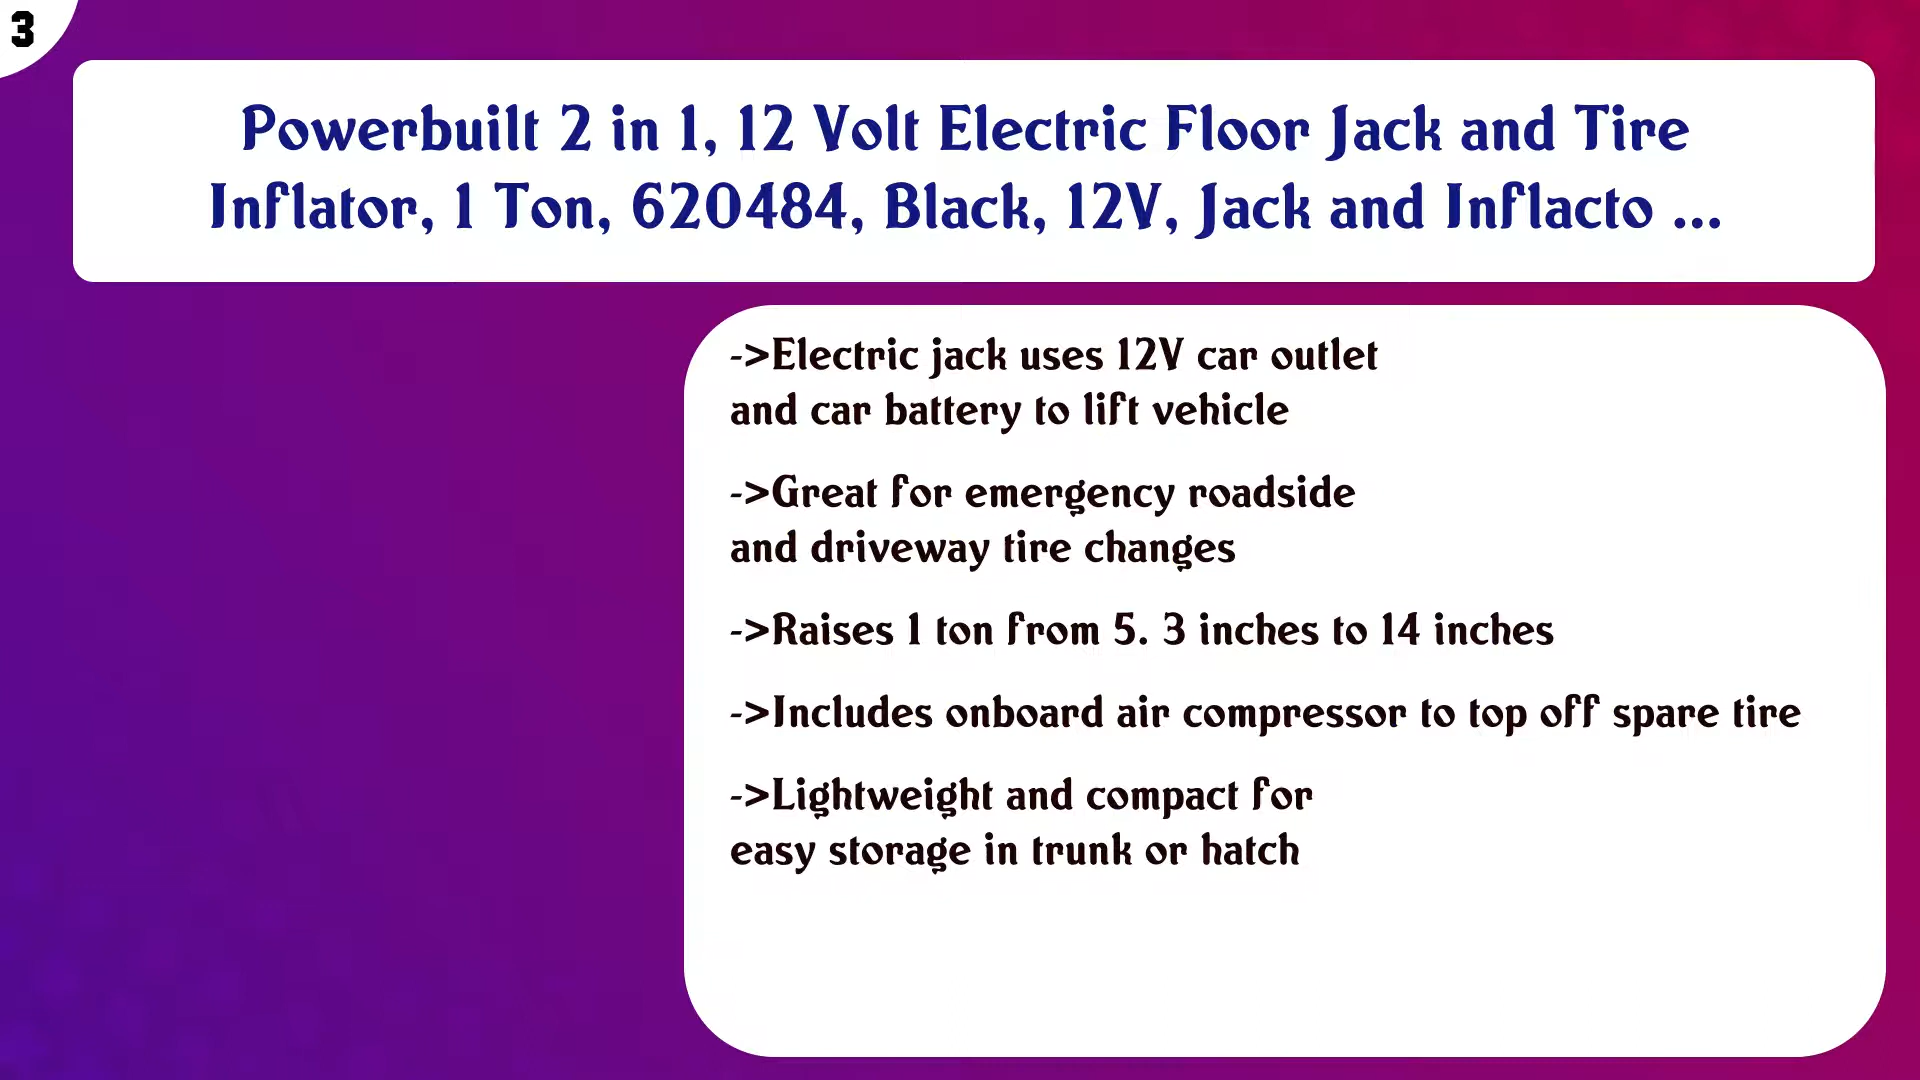 3
Powerbuilt 2 in 1, 12 Volt Electric Floor Jack and Tire
Inflator, 1 Ton, 620484, Black, 12V, Jack and Inflacto ...
->Electric jack uses 12V car outlet
and car battery to lift vehicle
->Great for emergency roadside
and driveway tire changes
->Raises 1 ton from 5. 3 inches to 14 inches
->Includes onboard air compressor to top off spare tire
->Lightweight and compact for
easy storage in trunk or hatch